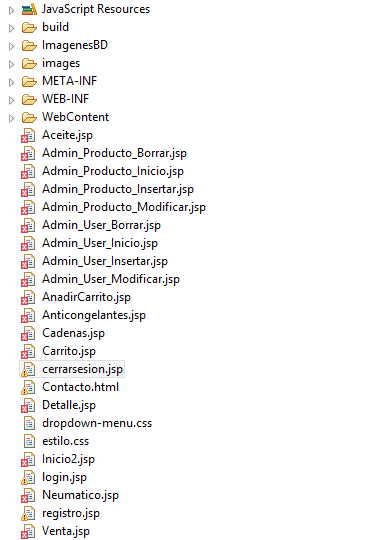 JavaScript Resources
build
ImagenesBD
images
META-INF
WEB-INF
WebContent
Aceite.jsp
Admin_Producto_Borrar.jsp
Admin_Producto_Inicio.jsp
Admin_Producto_Insertar.jsp
Admin_Producto_Modificar.jsp
Admin_User_Borrar.jsp
Admin_User_Inicio.jsp
Admin_User_Insertar.jsp
Admin_User_Modificar.jsp
AnadirCarrito.jsp
Anticongelantes.jsp
Cadenas.jsp
Carrito.jsp
cerrarsesion.jsp
Contacto.html
Detalle.jsp
dropdown-menu.css
estilo.css
Inicio2.jsp
login.jsp
Neumatico.jsp
registro.jsp
Venta.jsp